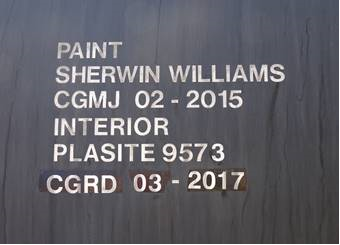 PAINT
SHERWIN WILLIAMS
CGMJ 02 - 2015
INTERIOR
PLASITE 9573
CGRD 03 - 2017